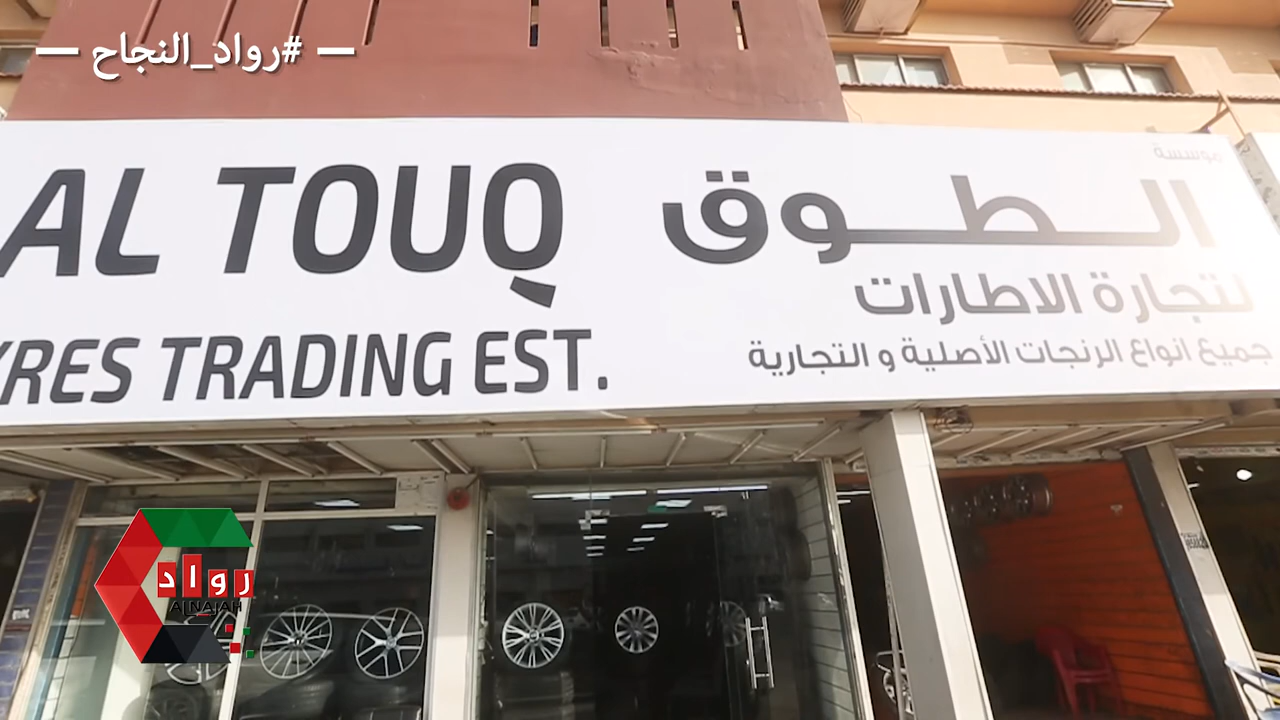 — #رواد_النجاح —
مؤسسة
الطوق
لتجارة الاطارات
جميع انواع الرنجات الأصلية و التجارية
AL TOUQ
YRES TRADING EST.
رواد
ALNAJAH